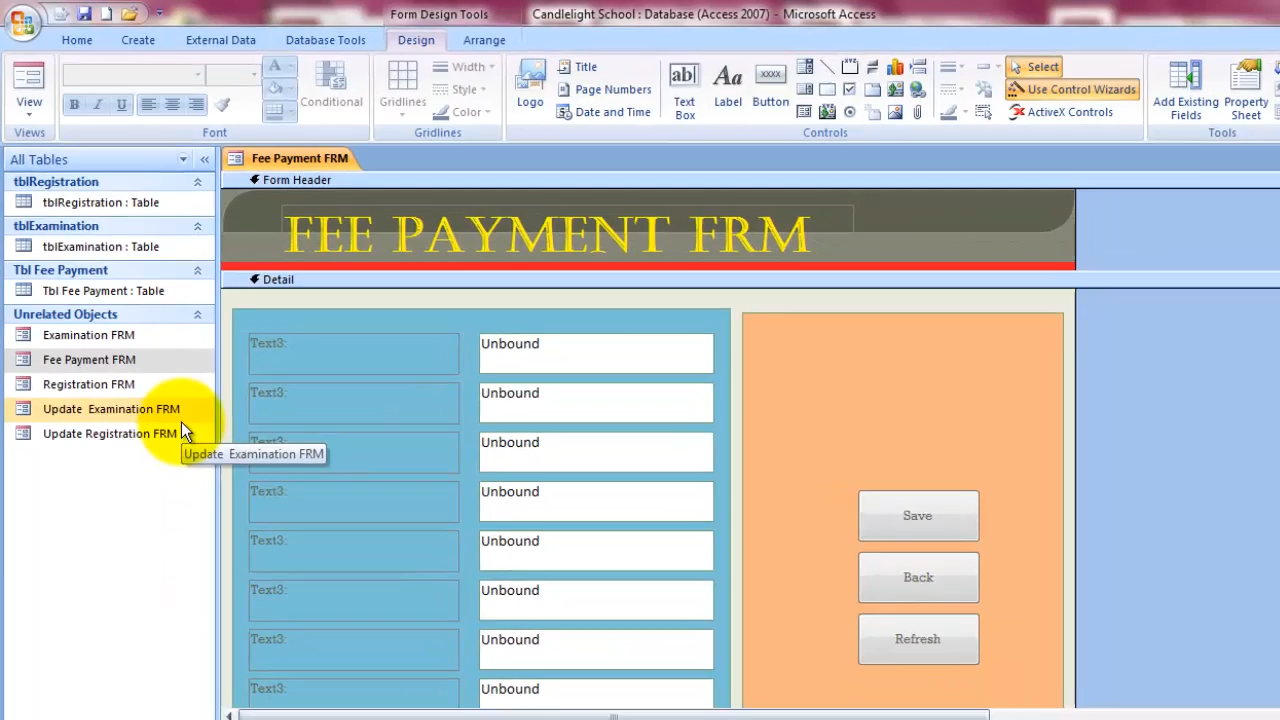 Form Design Tools
Candlelight School : Database (Access 2007) - Microsoft Access
Home
Create
External Data
Database Tools
Design
Arrange
View
Views
B I U
A
Conditional
Font
Gridlines
Width
Style
Color
Gridlines
Logo
Title
Page Numbers
Date and Time
ab
Text Box
Aa
Label
XXXX
Button
Controls
Select
Use Control Wizards
ActiveX Controls
Add Existing Fields
Property Sheet
Tools
All Tables
tblRegistration
tblRegistration : Table
tblExamination
tblExamination : Table
Tbl Fee Payment
Tbl Fee Payment : Table
Unrelated Objects
Examination FRM
Fee Payment FRM
Registration FRM
Update Examination FRM
Update Registration FRM
Update Examination FRM
Fee Payment FRM
Form Header
FEE PAYMENT FRM
Detail
Text3: Unbound
Text3: Unbound
Text3: Unbound
Text3: Unbound
Text3: Unbound
Text3: Unbound
Text3: Unbound
Text3: Unbound
Save
Back
Refresh